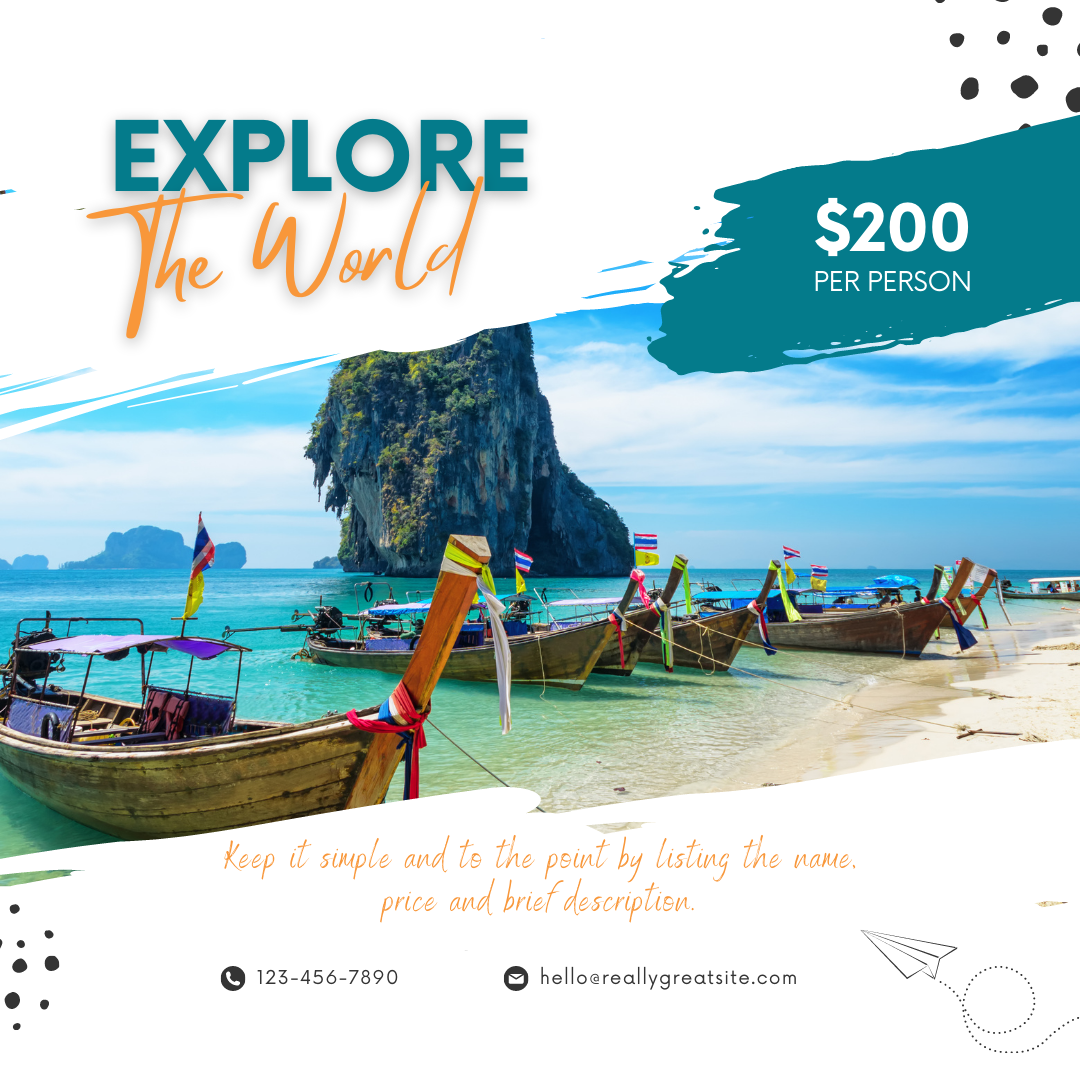 EXPLORE
The World
$200
PER PERSON
Keep it simple and to the point by listing the name,
price and brief description.
123-456-7890
hello@reallygreatsite.com